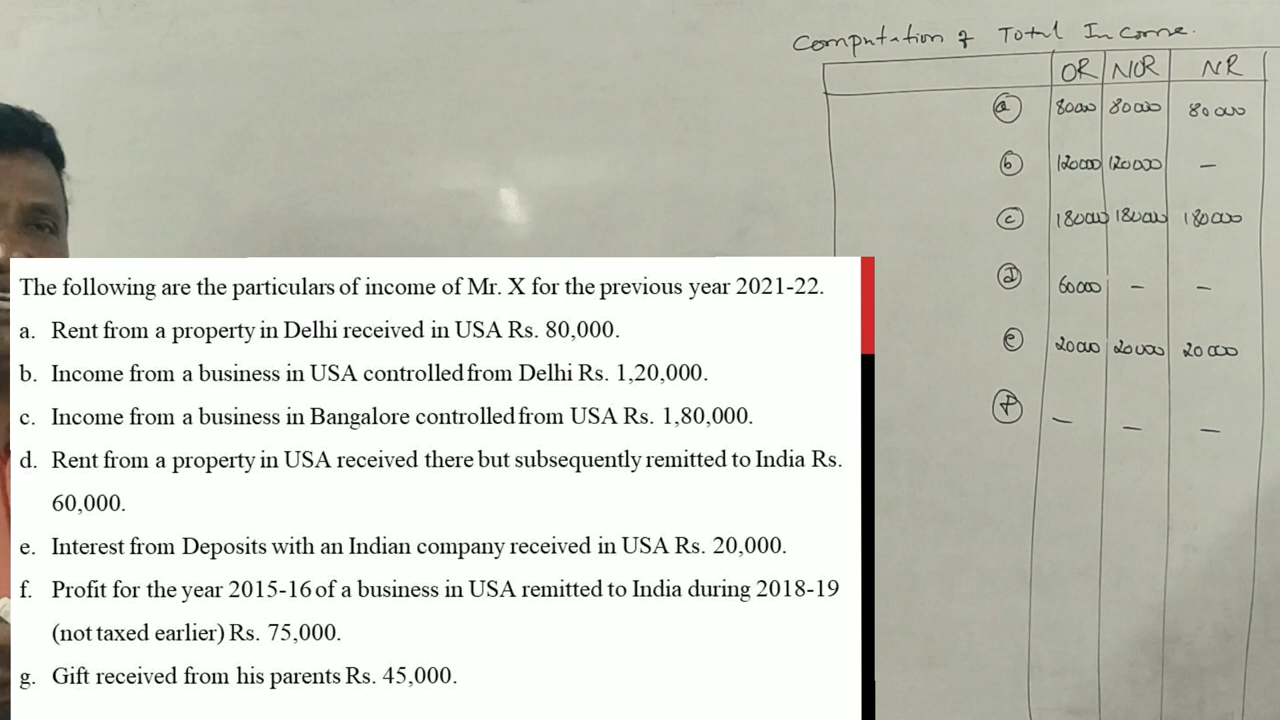 Computation of Total Income.
OR NOR NR
a 80000 80000 80000
b 120000 120000 —
c 180000 180000 180000
d 60000 — —
e 20000 20000 20000
f — — —
The following are the particulars of income of Mr. X for the previous year 2021-22.
a. Rent from a property in Delhi received in USA Rs. 80,000.
b. Income from a business in USA controlled from Delhi Rs. 1,20,000.
c. Income from a business in Bangalore controlled from USA Rs. 1,80,000.
d. Rent from a property in USA received there but subsequently remitted to India Rs.
60,000.
e. Interest from Deposits with an Indian company received in USA Rs. 20,000.
f. Profit for the year 2015-16 of a business in USA remitted to India during 2018-19
(not taxed earlier) Rs. 75,000.
g. Gift received from his parents Rs. 45,000.